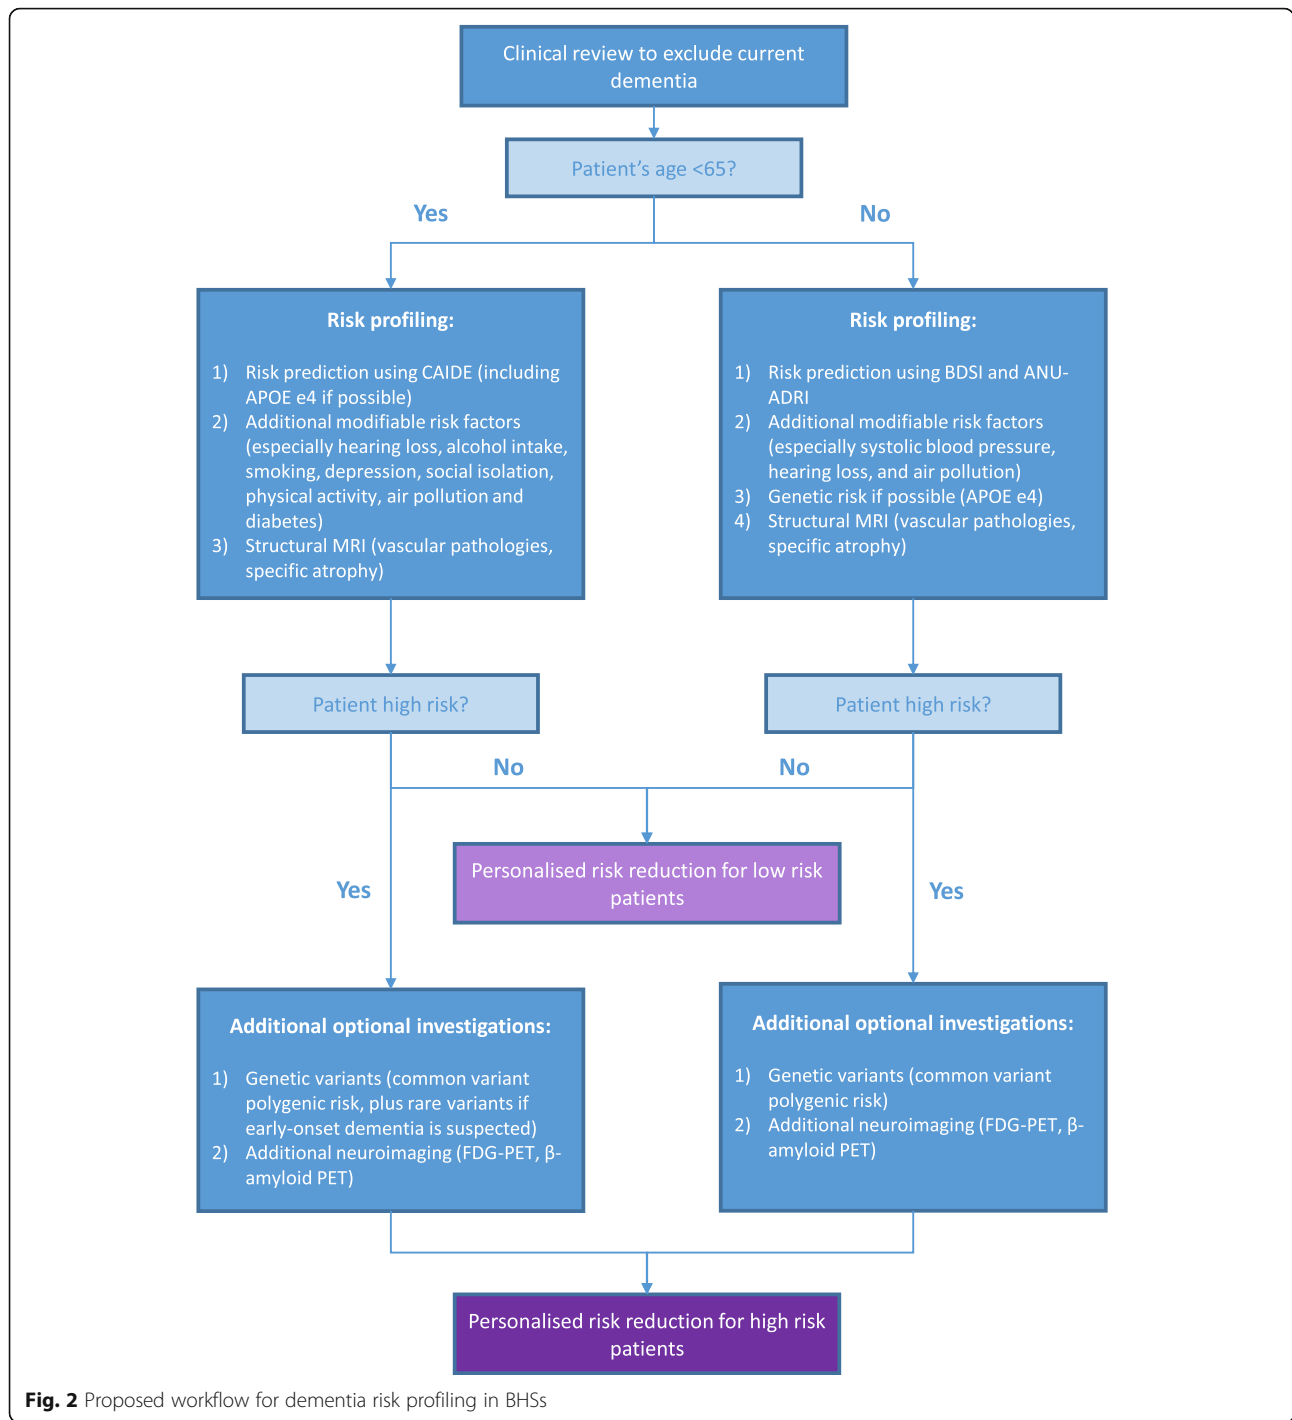 Clinical review to exclude current
dementia
Patient's age <65?
Yes
No
Risk profiling:
1) Risk prediction using CAIDE (including
APOE e4 if possible)
2) Additional modifiable risk factors
(especially hearing loss, alcohol intake,
smoking, depression, social isolation,
physical activity, air pollution and
diabetes)
3) Structural MRI (vascular pathologies,
specific atrophy)
Risk profiling:
1) Risk prediction using BDSI and ANU-
ADRI
2) Additional modifiable risk factors
(especially systolic blood pressure,
hearing loss, and air pollution)
3) Genetic risk if possible (APOE e4)
4) Structural MRI (vascular pathologies,
specific atrophy)
Patient high risk?
Patient high risk?
No
No
Personalised risk reduction for low risk
patients
Yes
Yes
Additional optional investigations:
1) Genetic variants (common variant
polygenic risk, plus rare variants if
early-onset dementia is suspected)
2) Additional neuroimaging (FDG-PET, β-
amyloid PET)
Additional optional investigations:
1) Genetic variants (common variant
polygenic risk)
2) Additional neuroimaging (FDG-PET, β-
amyloid PET)
Personalised risk reduction for high risk
patients
Fig. 2 Proposed workflow for dementia risk profiling in BHSs